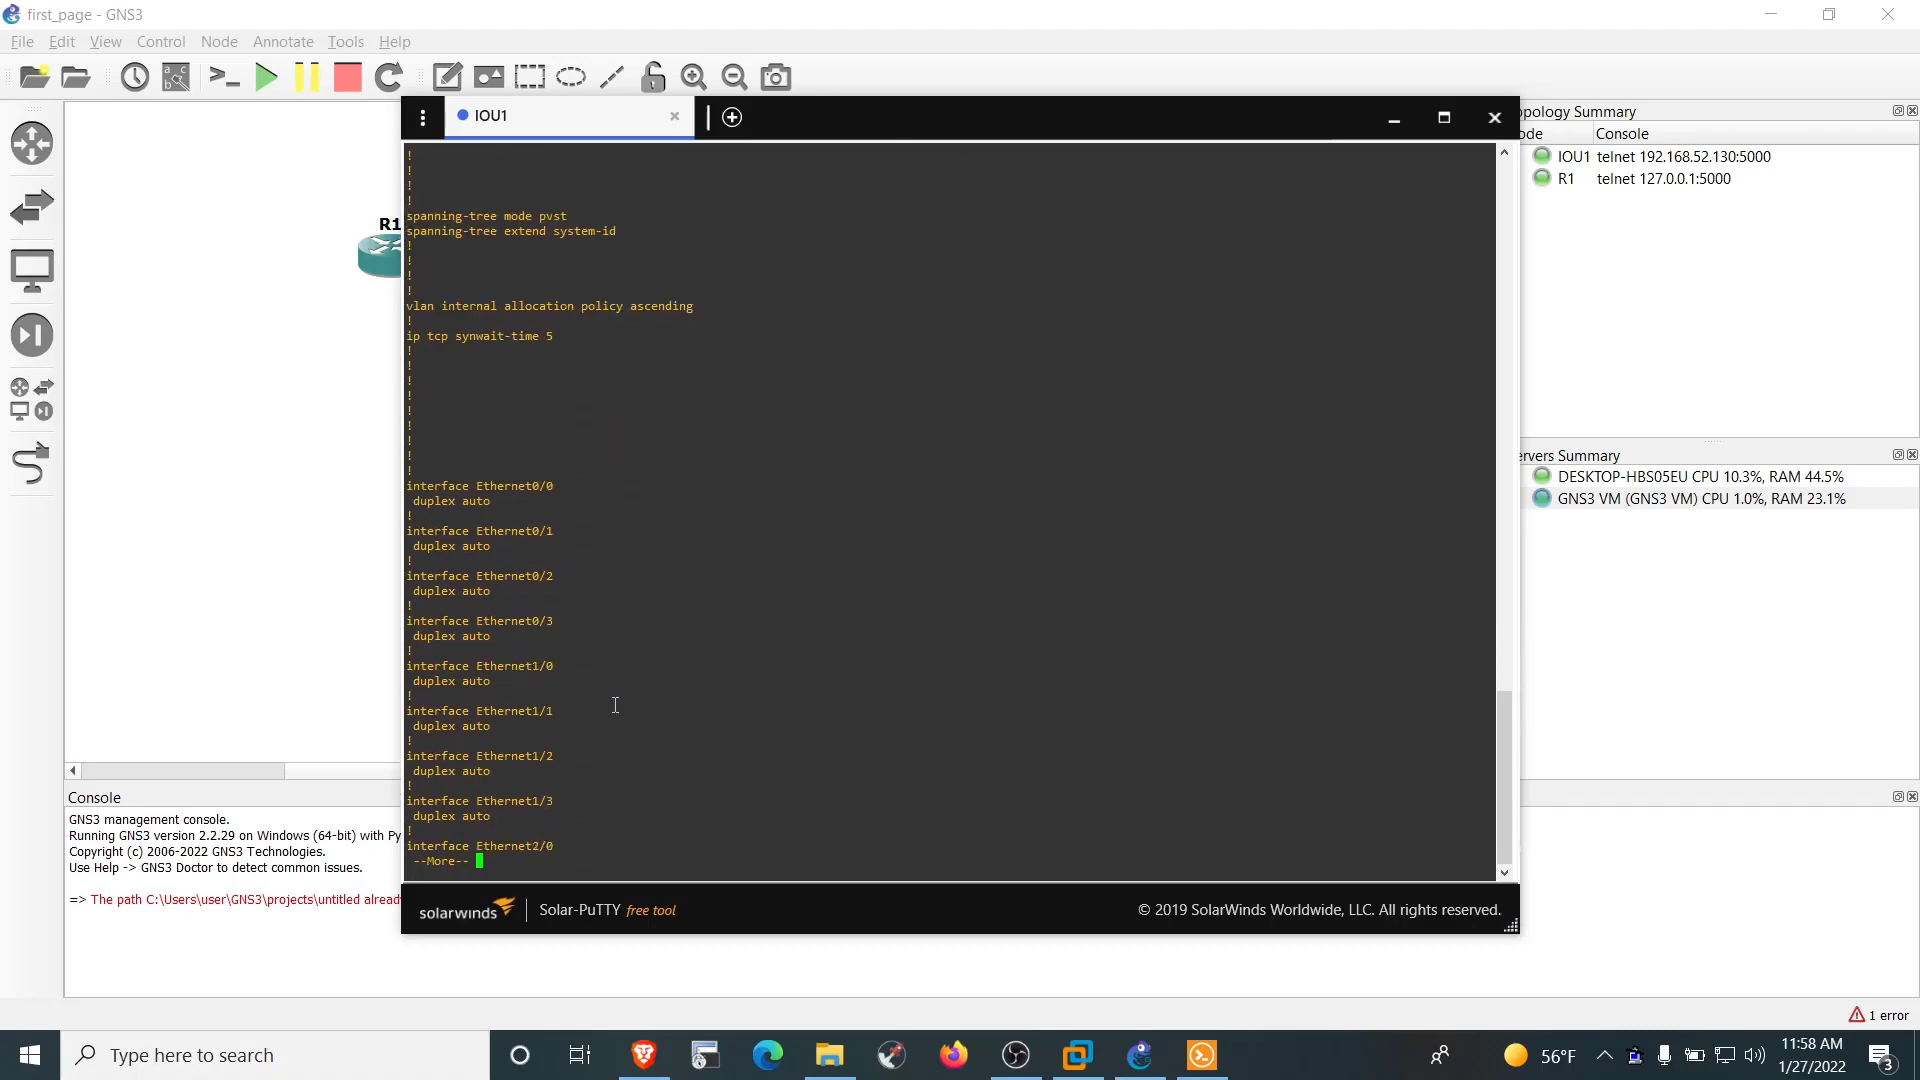 first_page - GNS3
File Edit View Control Node Annotate Tools Help
IOU1
R1
!
!
!
!
spanning-tree mode pvst
spanning-tree extend system-id
!
!
!
!
vlan internal allocation policy ascending
!
ip tcp synwait-time 5
!
!
!
!
!
!
!
!
!
interface Ethernet0/0
duplex auto
!
interface Ethernet0/1
duplex auto
!
interface Ethernet0/2
duplex auto
!
interface Ethernet0/3
duplex auto
!
interface Ethernet1/0
duplex auto
!
interface Ethernet1/1
duplex auto
!
interface Ethernet1/2
duplex auto
!
interface Ethernet1/3
duplex auto
!
interface Ethernet2/0
--More--
solarwinds Solar-PuTTY free tool © 2019 SolarWinds Worldwide, LLC. All rights reserved.
opology Summary
ode Console
IOU1 telnet 192.168.52.130:5000
R1 telnet 127.0.0.1:5000
ervers Summary
DESKTOP-HBS05EU CPU 10.3%, RAM 44.5%
GNS3 VM (GNS3 VM) CPU 1.0%, RAM 23.1%
Console
GNS3 management console.
Running GNS3 version 2.2.29 on Windows (64-bit) with Py
Copyright (c) 2006-2022 GNS3 Technologies.
Use Help -> GNS3 Doctor to detect common issues.
=> The path C:\Users\user\GNS3\projects\untitled alread
1 error
Type here to search
56°F
11:58 AM
1/27/2022
3